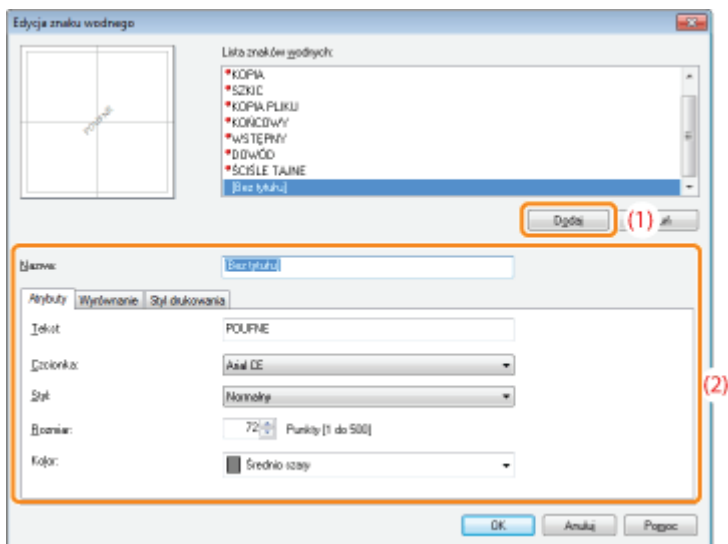 Edycja znaku wodnego
Lista znaków wodnych:
POUFNE
*KOPIA
*SZKIC
*KOPIA PLIKU
*KOŃCOWY
*WSTĘPNY
*DOWÓD
*ŚCIŚLE TAJNE
[Bez tytułu]
Dodaj (1)
Nazwa: [Bez tytułu]
Atrybuty Wyrównanie Styl drukowania
Tekst: POUFNE
Czcionka: Arial CE
Styl: Normalny
(2)
Rozmiar: 72 Punkty [1 do 500]
Kolor: Średnio szary
OK Anuluj Pomoc